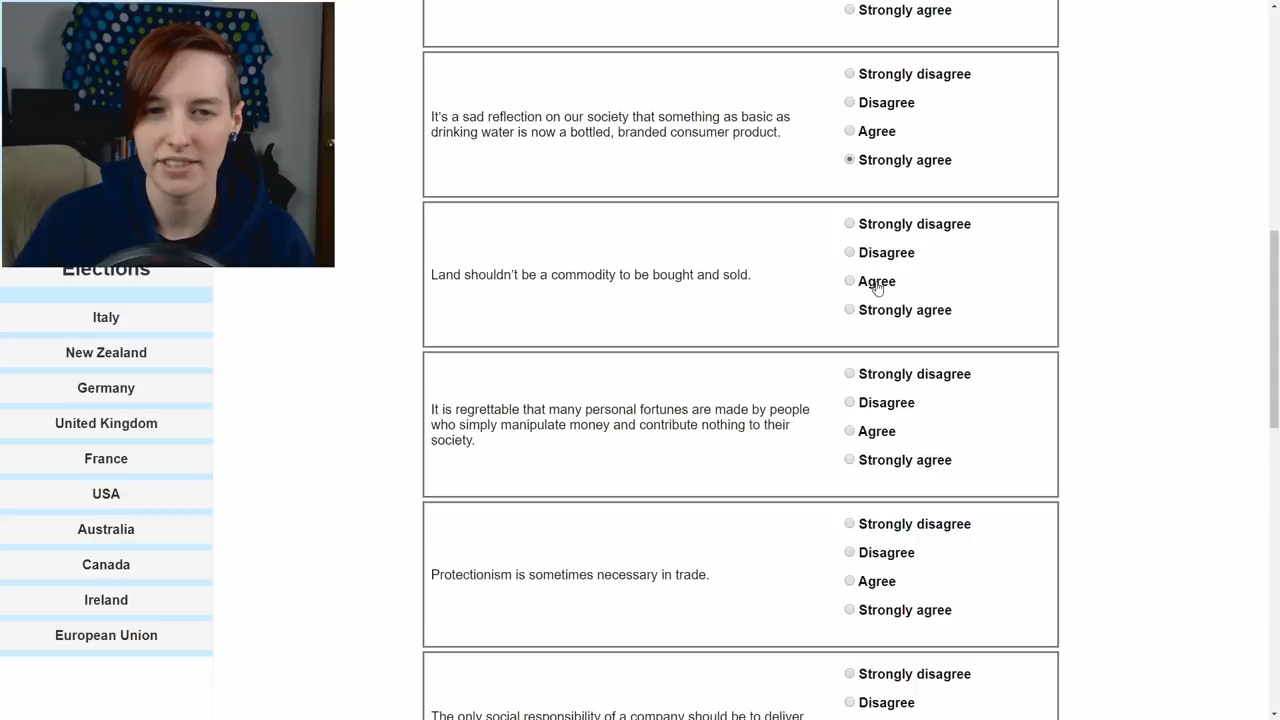 Strongly agree
It's a sad reflection on our society that something as basic as
drinking water is now a bottled, branded consumer product.
Strongly disagree
Disagree
Agree
Strongly agree
Land shouldn't be a commodity to be bought and sold.
Strongly disagree
Disagree
Agree
Strongly agree
It is regrettable that many personal fortunes are made by people
who simply manipulate money and contribute nothing to their
society.
Strongly disagree
Disagree
Agree
Strongly agree
Protectionism is sometimes necessary in trade.
Strongly disagree
Disagree
Agree
Strongly agree
The only social responsibility of a company should be to deliver
Strongly disagree
Disagree
Elections
Italy
New Zealand
Germany
United Kingdom
France
USA
Australia
Canada
Ireland
European Union